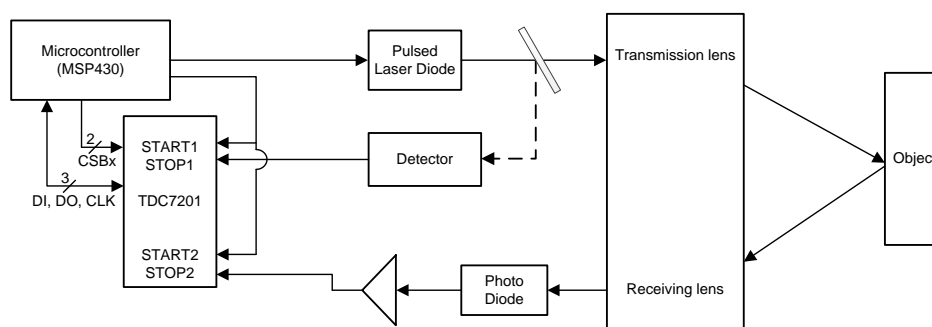 Microcontroller
(MSP430)
Pulsed
Laser Diode
Transmission lens
2
CSBx
START1
STOP1
Detector
Object
3
DI, DO, CLK
TDC7201
START2
STOP2
Photo
Diode
Receiving lens